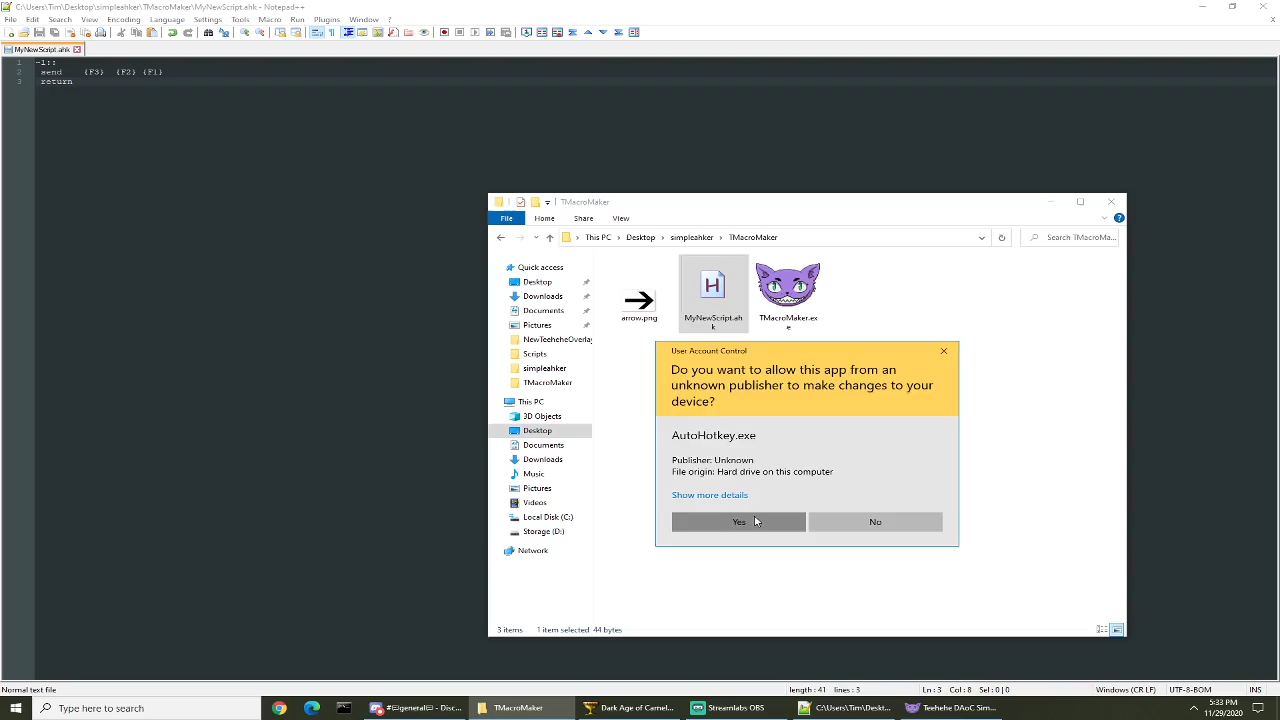 C:\Users\Tim\Desktop\simpleahker\TMacroMaker\MyNewScript.ahk - Notepad++
File Edit Search View Encoding Language Settings Tools Macro Run Plugins Window ?
MyNewScript.ahk
1 ~1::
2 send {F3} {F2} {F1}
3 return
TMacroMaker
File Home Share View
This PC > Desktop > simpleahker > TMacroMaker
Search TMacroMa...
Quick access
Desktop
Downloads
Documents
Pictures
NewTeeheheOverlay
Scripts
simpleahker
TMacroMaker
This PC
3D Objects
Desktop
Documents
Downloads
Music
Pictures
Videos
Local Disk (C:)
Storage (D:)
Network
arrow.png
MyNewScript.ah
k
TMacroMaker.ex
e
User Account Control
Do you want to allow this app from an
unknown publisher to make changes to your
device?
AutoHotkey.exe
Publisher: Unknown
File origin: Hard drive on this computer
Show more details
Yes No
3 items 1 item selected 44 bytes
Normal text file length : 41 lines : 3 Ln : 3 Col : 8 Sel : 0 | 0 Windows (CR LF) UTF-8-BOM INS
Type here to search
#general - Disc...
TMacroMaker
Dark Age of Camel...
Streamlabs OBS
C:\Users\Tim\Deskt...
Teehehe DAoC Sim...
5:33 PM
11/29/2020